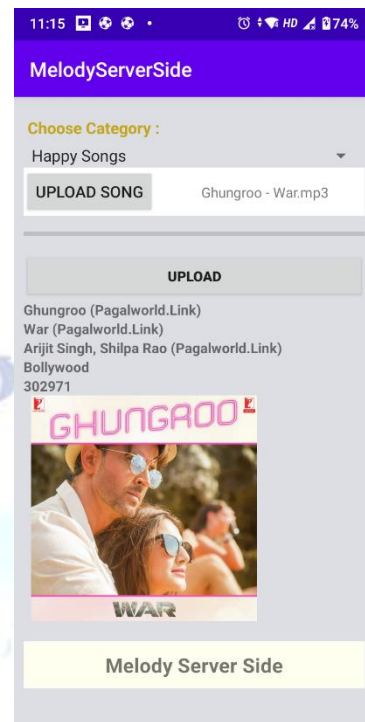 11:15 HD 74%
MelodyServerSide
Choose Category :
Happy Songs
UPLOAD SONG Ghungroo - War.mp3
UPLOAD
Ghungroo (Pagalworld.Link)
War (Pagalworld.Link)
Arijit Singh, Shilpa Rao (Pagalworld.Link)
Bollywood
302971
GHUNGROO
WAR
Melody Server Side